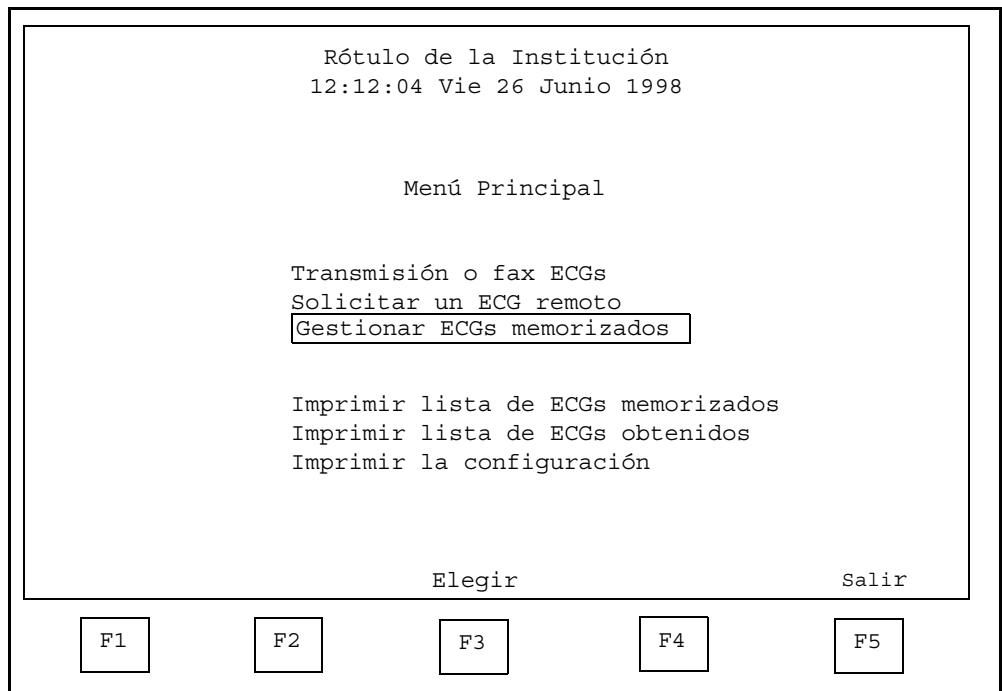 Rótulo de la Institución
12:12:04 Vie 26 Junio 1998
Menú Principal
Transmisión o fax ECGs
Solicitar un ECG remoto
Gestionar ECGs memorizados
Imprimir lista de ECGs memorizados
Imprimir lista de ECGs obtenidos
Imprimir la configuración
Elegir Salir
F1 F2 F3 F4 F5